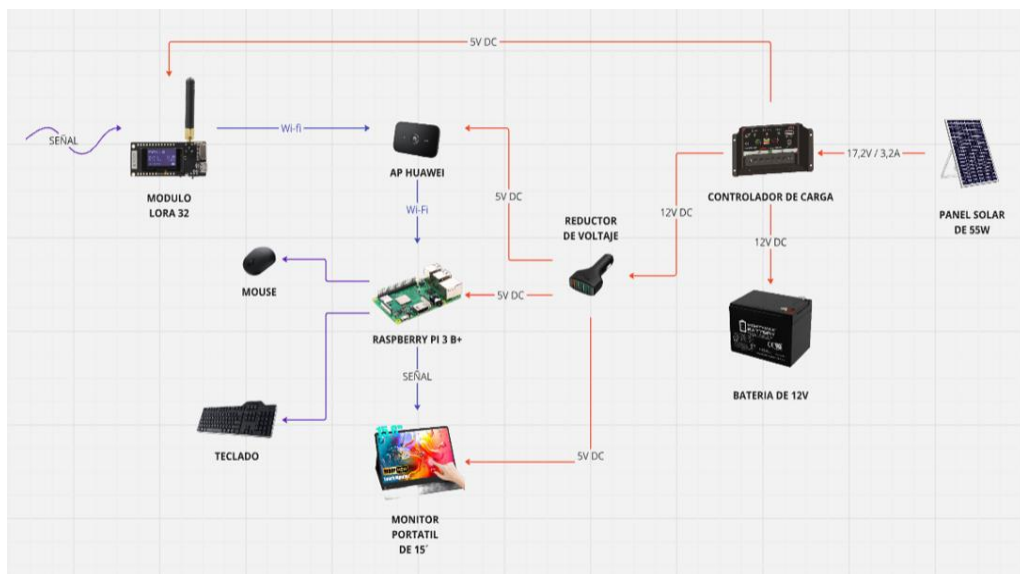 5V DC
SEÑAL
Wi-fi
MODULO
LORA 32
AP HUAWEI
5V DC
12V DC
CONTROLADOR DE CARGA
17,2V / 3,2A
PANEL SOLAR
DE 55W
Wi-Fi
REDUCTOR
DE VOLTAJE
12V DC
MOUSE
5V DC
RASPBERRY PI 3 B+
BATERIA DE 12V
SEÑAL
TECLADO
5V DC
MONITOR
PORTATIL
DE 15´